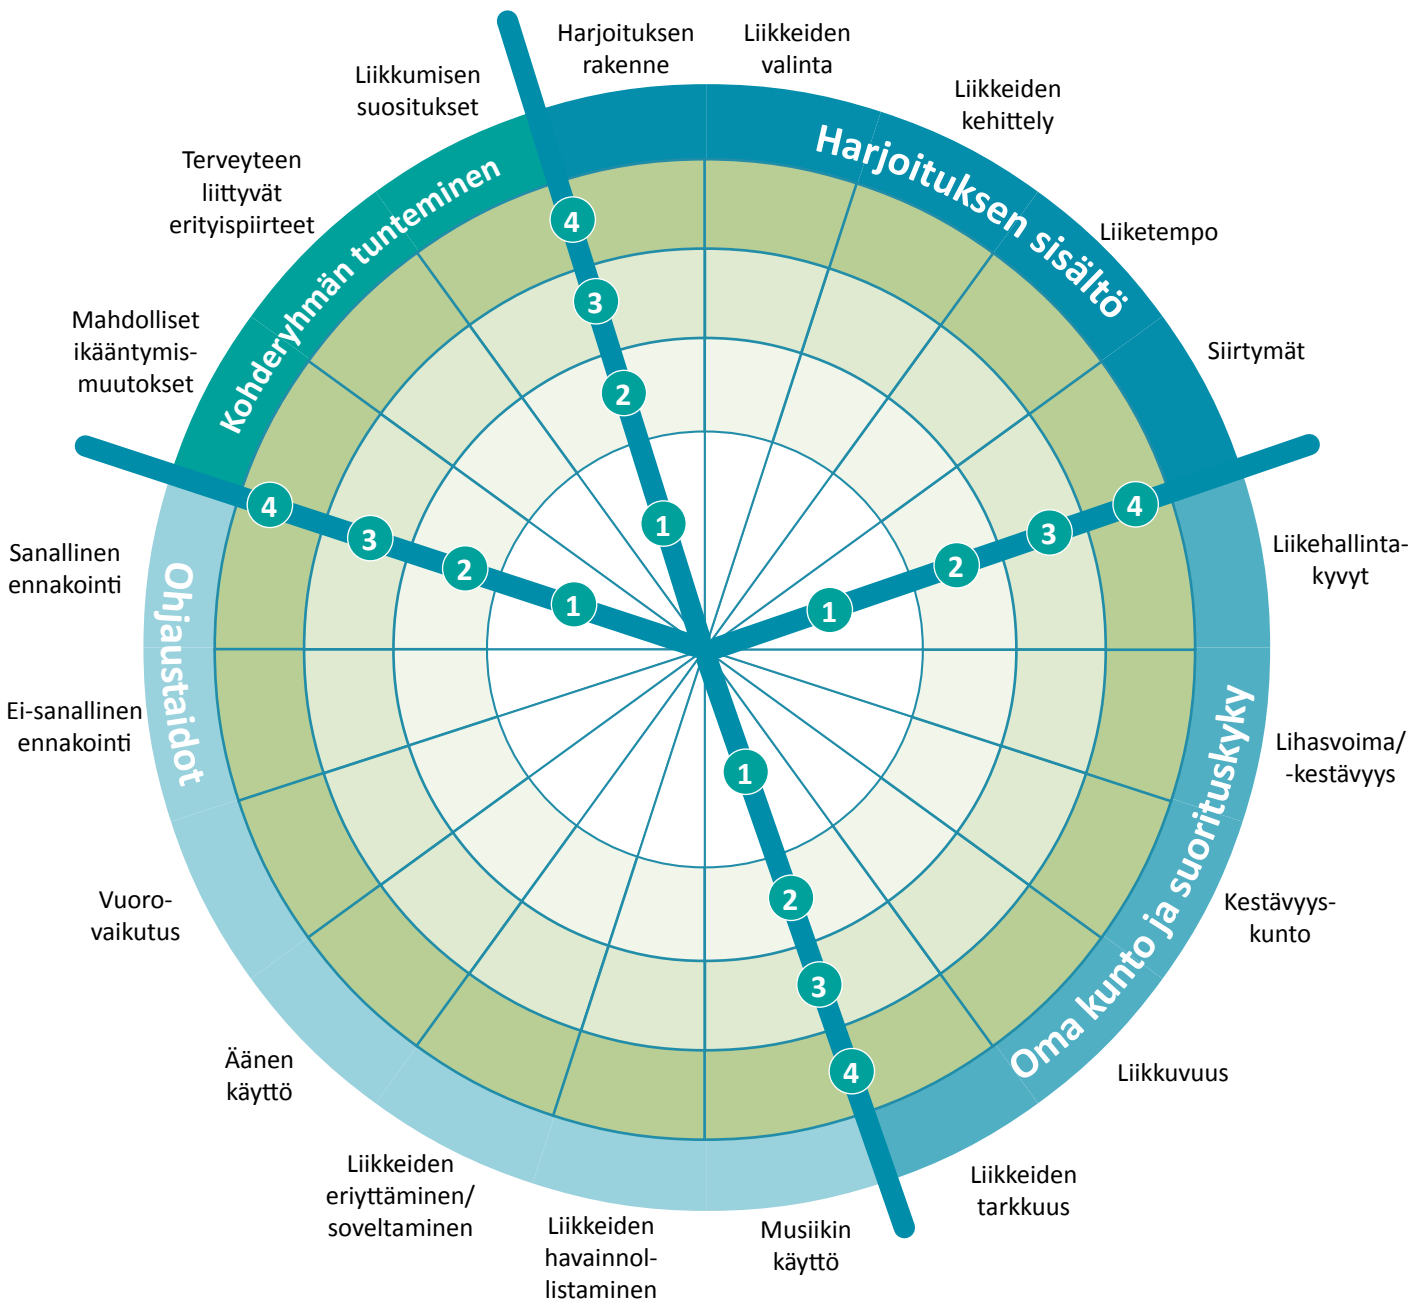 Harjoituksen
rakenne
Liikkeiden
valinta
Liikkeiden
kehittely
Liiketempo
Siirtymät
Liikehallinta-
kyvyt
Lihasvoima/
-kestävyys
Kestävyys-
kunto
Liikkuvuus
Liikkeiden
tarkkuus
Musiikin
käyttö
Liikkeiden
havainnol-
listaminen
Liikkeiden
eriyttäminen/
soveltaminen
Äänen
käyttö
Vuoro-
vaikutus
Ei-sanallinen
ennakointi
Sanallinen
ennakointi
Mahdolliset
ikääntymis-
muutokset
Terveyteen
liittyvät
erityispiirteet
Liikkumisen
suositukset
Harjoituksen sisältö
Oma kunto ja suorituskyky
Ohjaustaidot
Kohderyhmän tunteminen
4
3
2
1
4
3
2
1
1
2
3
4
1
2
3
4